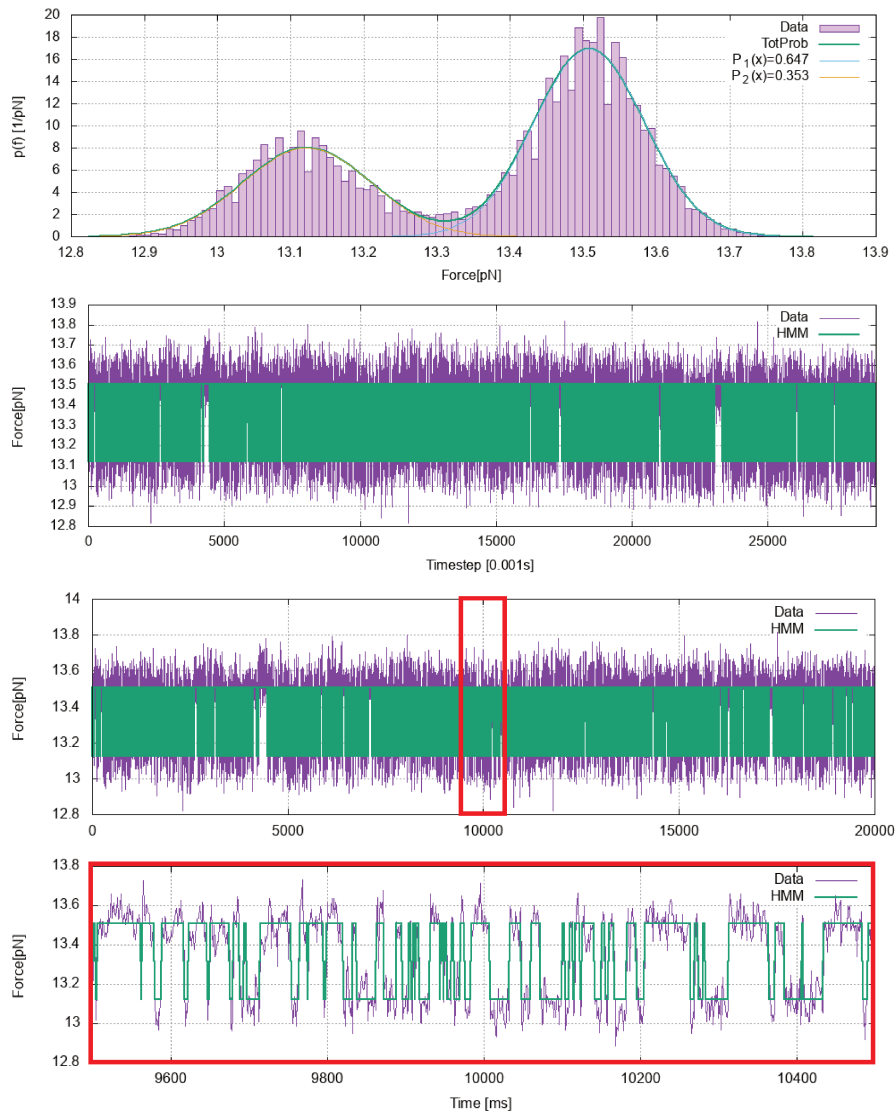 20
18
16
14
12
10
8
6
4
2
0
p(f) [1/pN]
Data
TotProb
P_1(x)=0.647
P_2(x)=0.353
12.8 12.9 13 13.1 13.2 13.3 13.4 13.5 13.6 13.7 13.8 13.9
Force[pN]
13.9
13.8
13.7
13.6
13.5
13.4
13.3
13.2
13.1
13
12.9
12.8
Force[pN]
Data
HMM
0 5000 10000 15000 20000 25000
Timestep [0.001s]
14
13.8
13.6
13.4
13.2
13
12.8
Force[pN]
Data
HMM
0 5000 10000 15000 20000
13.8
13.6
13.4
13.2
13
12.8
Force[pN]
Data
HMM
9600 9800 10000 10200 10400
Time [ms]